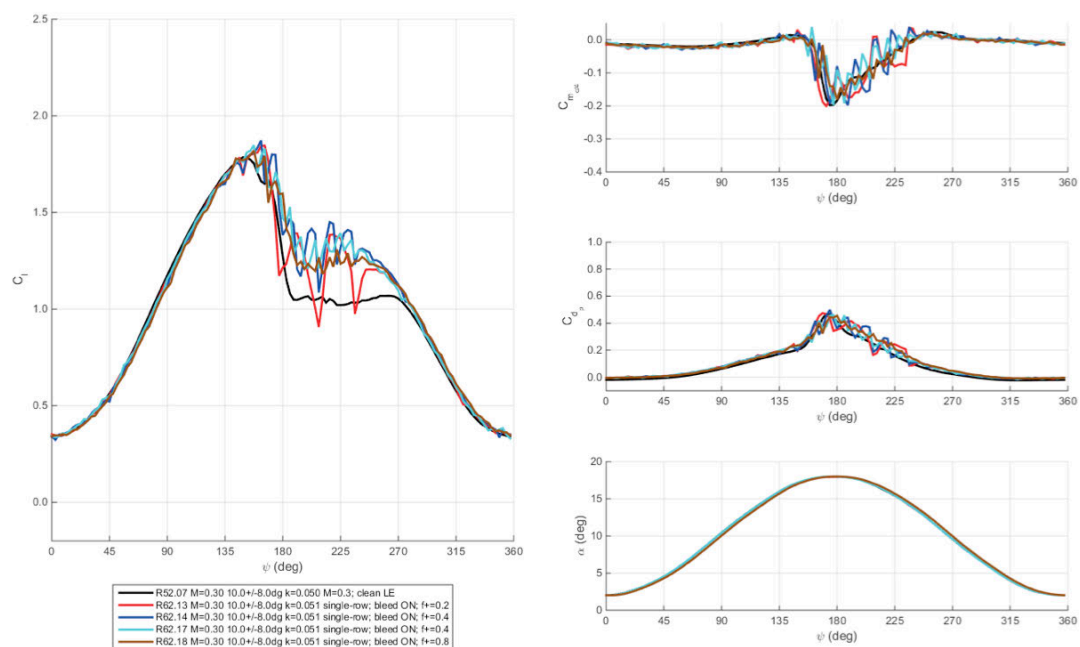 2.5
2.0
1.5
1.0
0.5
0.0
C_l
0 45 90 135 180 225 270 315 360
ψ (deg)
R52.07 M=0.30 10.0+/-8.0dg k=0.050 M=0.3; clean LE
R62.13 M=0.30 10.0+/-8.0dg k=0.051 single-row; bleed ON; f+=0.2
R62.14 M=0.30 10.0+/-8.0dg k=0.051 single-row; bleed ON; f+=0.4
R62.17 M=0.30 10.0+/-8.0dg k=0.051 single-row; bleed ON; f+=0.4
R62.18 M=0.30 10.0+/-8.0dg k=0.051 single-row; bleed ON; f+=0.8
0.0
-0.1
-0.2
-0.3
-0.4
C_m
0 45 90 135 180 225 270 315 360
ψ (deg)
1.0
0.8
0.6
0.4
0.2
0.0
C_d_p
0 45 90 135 180 225 270 315 360
ψ (deg)
20
15
10
5
0
α (deg)
0 45 90 135 180 225 270 315 360
ψ (deg)